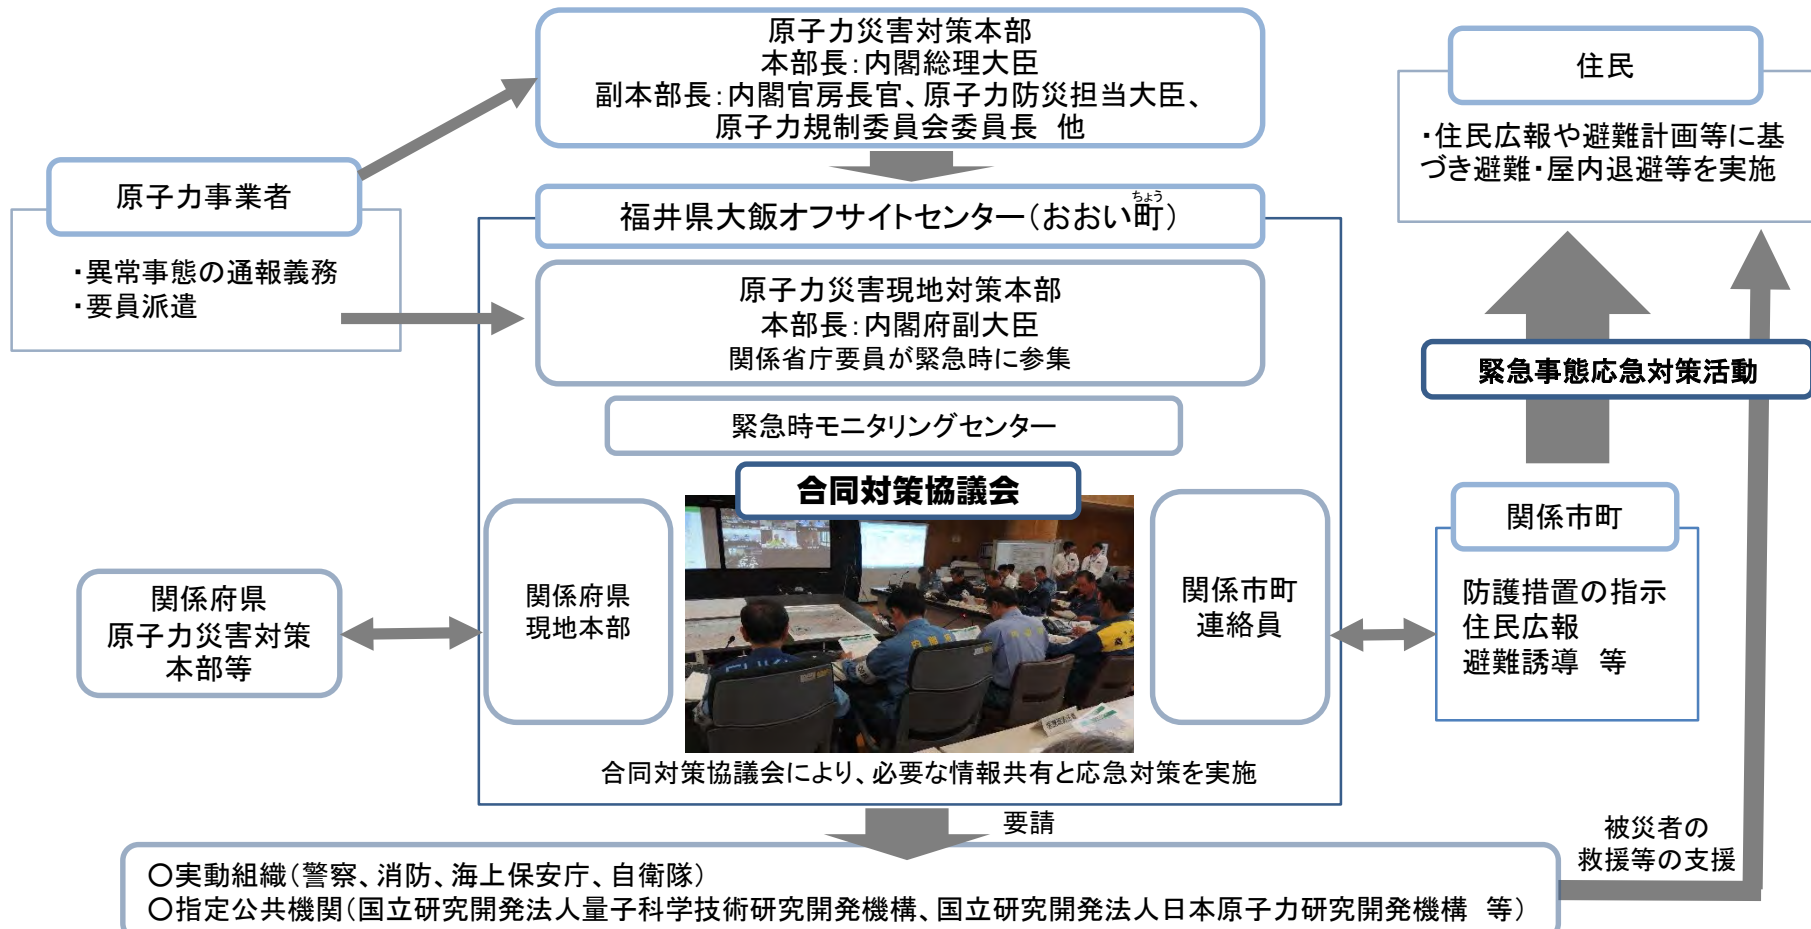 原子力災害対策本部
本部長：内閣総理大臣
副本部長：内閣官房長官、原子力防災担当大臣、
原子力規制委員会委員長　他
住民
・住民広報や避難計画等に基
づき避難・屋内退避等を実施
原子力事業者
・異常事態の通報義務
・要員派遣
ちょう
福井県大飯オフサイトセンター（おおい町）
原子力災害現地対策本部
本部長：内閣府副大臣
関係省庁要員が緊急時に参集
緊急時モニタリングセンター
合同対策協議会
緊急事態応急対策活動
関係府県
原子力災害対策
本部等
関係府県
現地本部
関係市町
連絡員
関係市町
防護措置の指示
住民広報
避難誘導　等
合同対策協議会により、必要な情報共有と応急対策を実施
要請
被災者の
救援等の支援
○実動組織（警察、消防、海上保安庁、自衛隊）
○指定公共機関（国立研究開発法人量子科学技術研究開発機構、国立研究開発法人日本原子力研究開発機構　等）